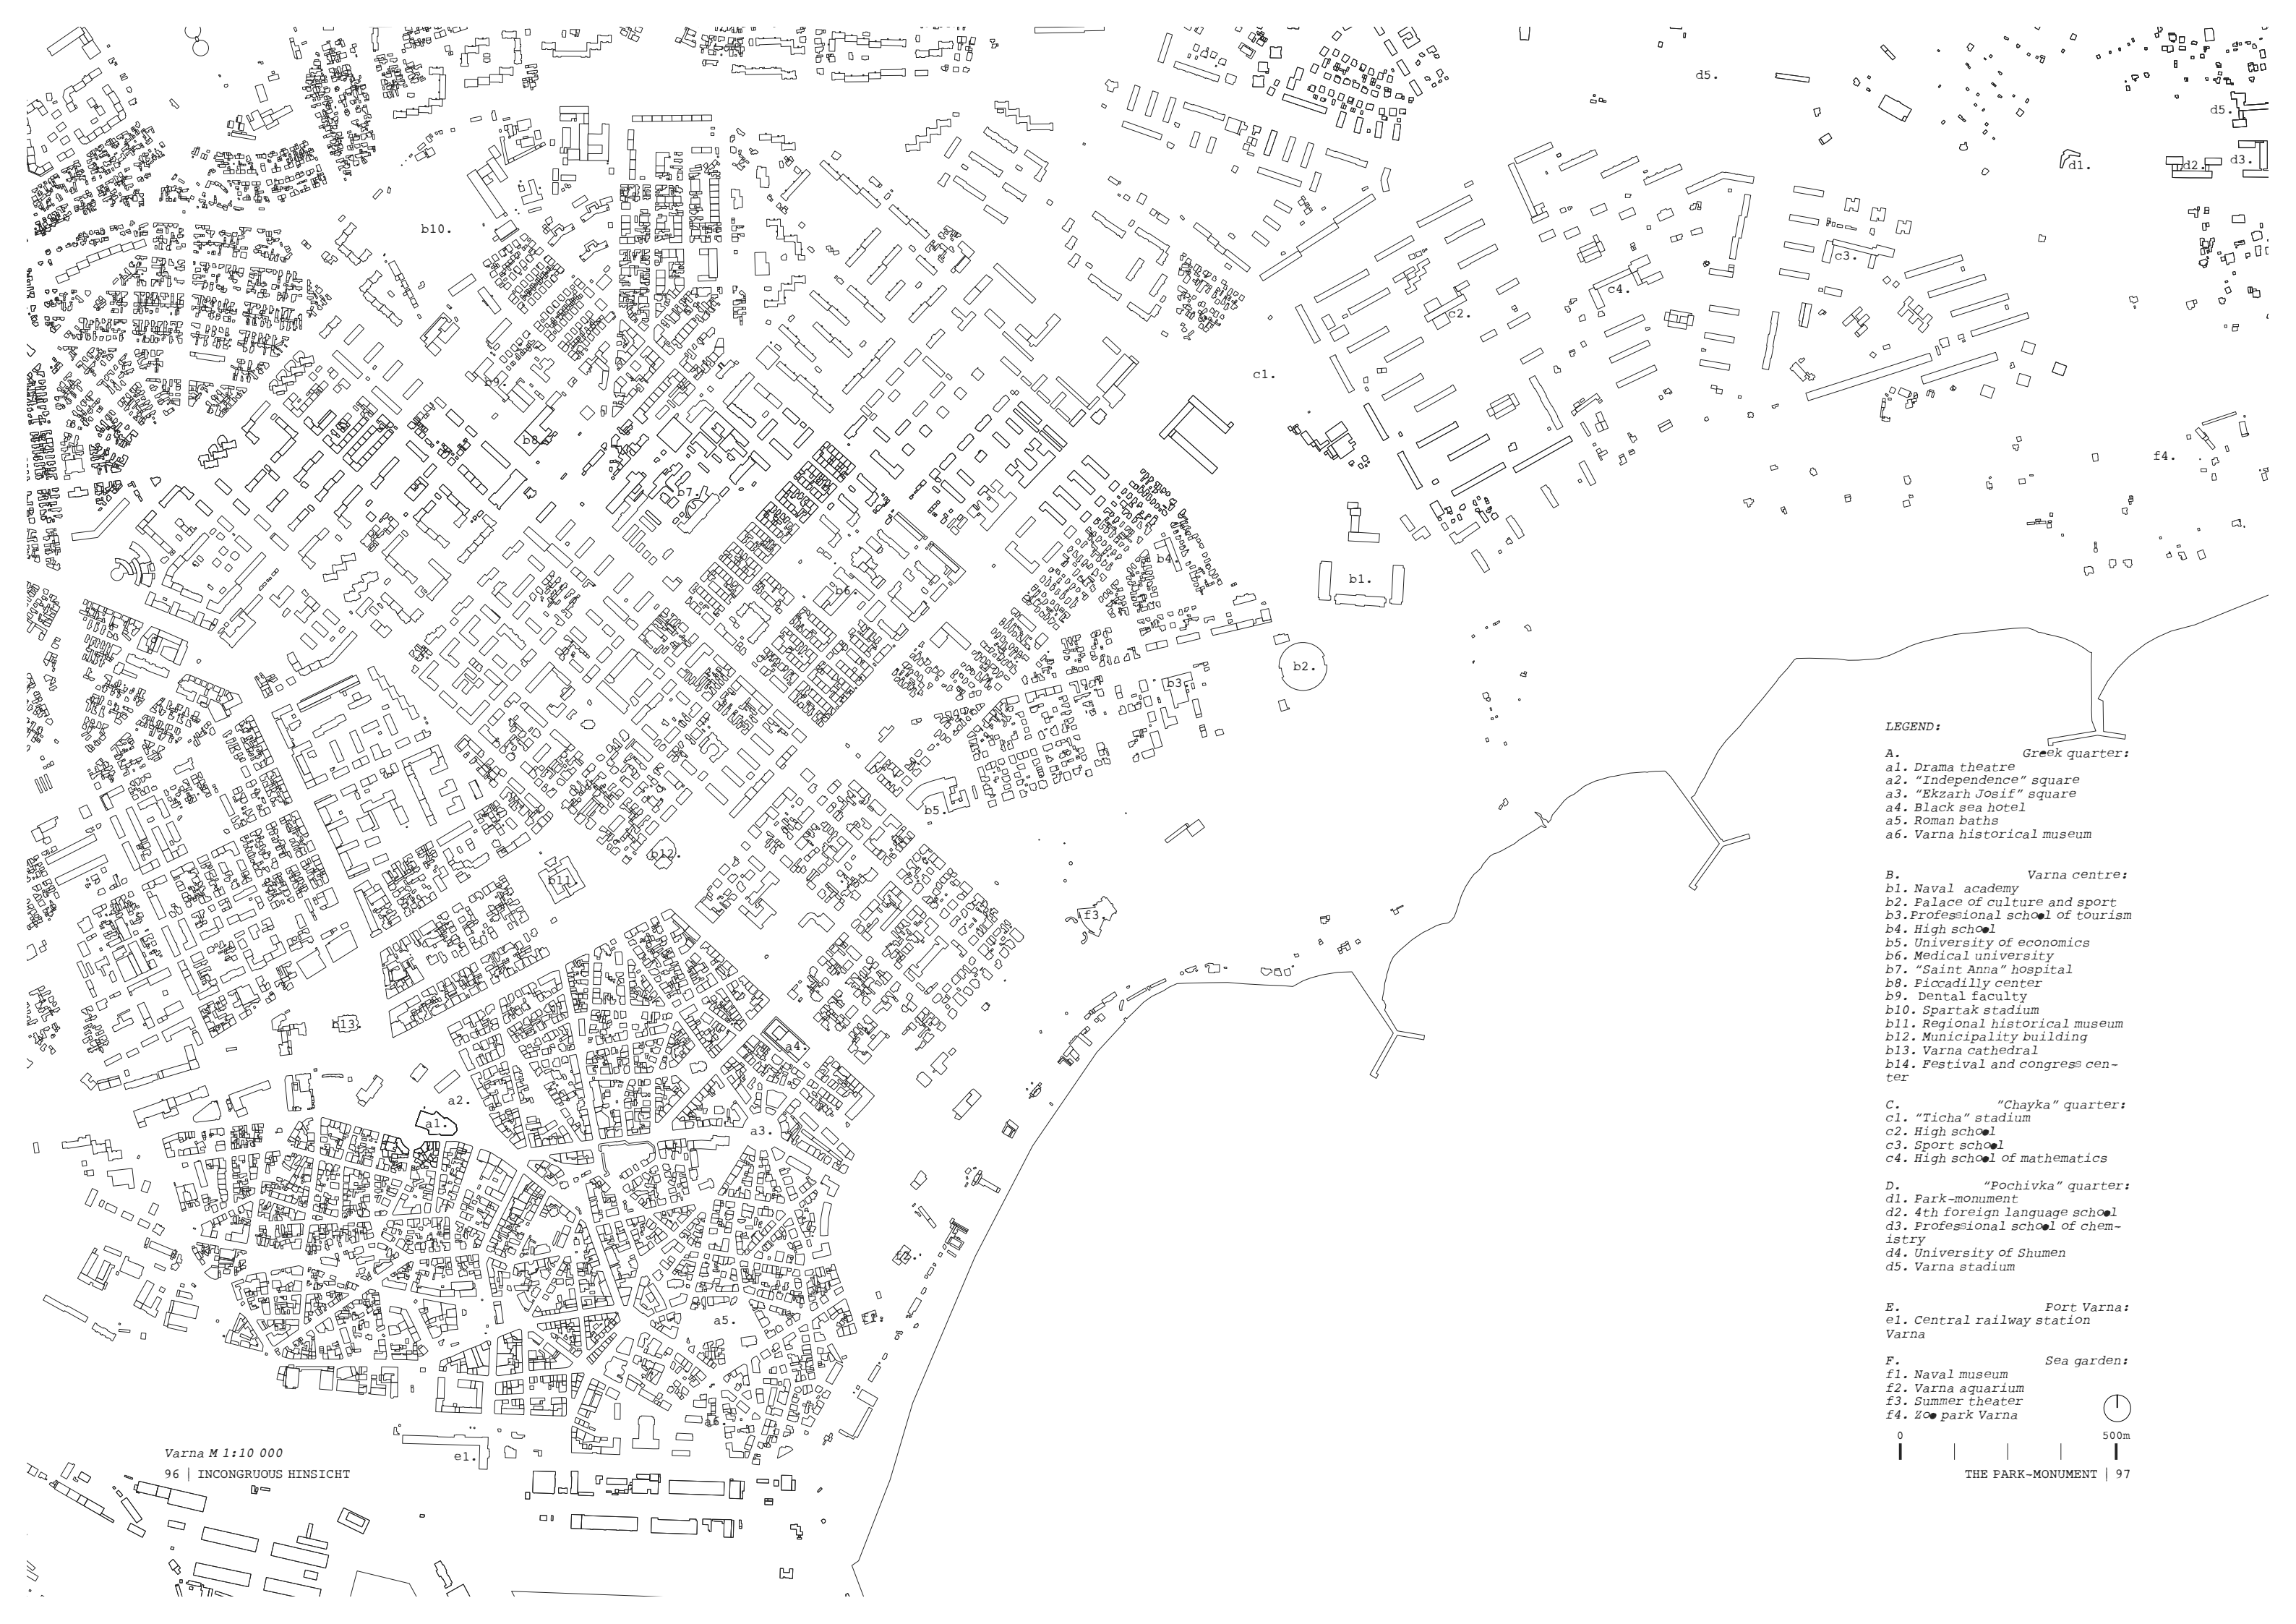 d5.
d5.
d1.
d2.
d3.
b10.
c3.
c4.
c2.
c1.
b9.
b8.
f4.
b7.
b4.
b1.
b6.
b2.
b3.
b5.
b12.
b11.
f3.
b13.
a4.
a2.
a1.
a3.
f2.
a5.
f1.
a6.
e1.
LEGEND:
A. Greek quarter:
a1. Drama theatre
a2. "Independence" square
a3. "Ekzarh Josif" square
a4. Black sea hotel
a5. Roman baths
a6. Varna historical museum
B. Varna centre:
b1. Naval academy
b2. Palace of culture and sport
b3.Professional school of tourism
b4. High school
b5. University of economics
b6. Medical university
b7. "Saint Anna" hospital
b8. Piccadilly center
b9. Dental faculty
b10. Spartak stadium
b11. Regional historical museum
b12. Municipality building
b13. Varna cathedral
b14. Festival and congress cen-
ter
C. "Chayka" quarter:
c1. "Ticha" stadium
c2. High school
c3. Sport school
c4. High school of mathematics
D. "Pochivka" quarter:
d1. Park-monument
d2. 4th foreign language school
d3. Professional school of chem-
istry
d4. University of Shumen
d5. Varna stadium
E. Port Varna:
e1. Central railway station
Varna
F. Sea garden:
f1. Naval museum
f2. Varna aquarium
f3. Summer theater
f4. Zoo park Varna
0 500m
Varna M 1:10 000
96 | INCONGRUOUS HINSICHT
THE PARK-MONUMENT | 97